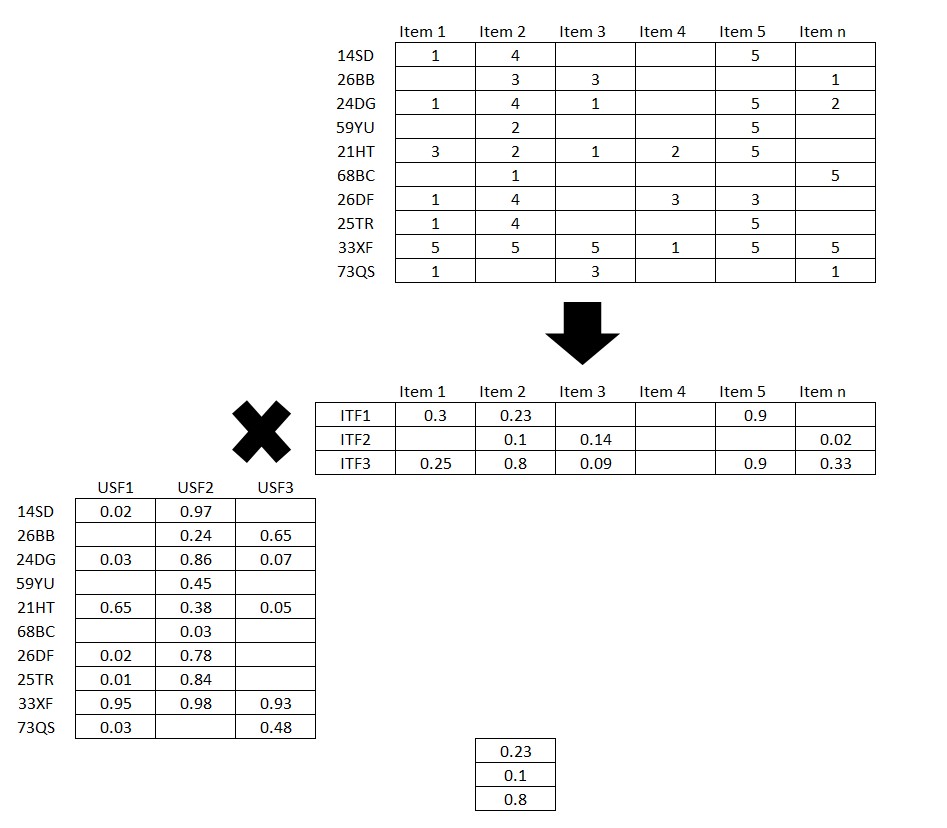 Item 1 Item 2 Item 3 Item 4 Item 5 Item n
14SD 1 4 5
26BB 3 3 1
24DG 1 4 1 5 2
59YU 2 5
21HT 3 2 1 2 5
68BC 1 5
26DF 1 4 3 3
25TR 1 4 5
33XF 5 5 5 1 5 5
73QS 1 3 1
Item 1 Item 2 Item 3 Item 4 Item 5 Item n
ITF1 0.3 0.23 0.9
ITF2 0.1 0.14 0.02
ITF3 0.25 0.8 0.09 0.9 0.33
USF1 USF2 USF3
14SD 0.02 0.97
26BB 0.24 0.65
24DG 0.03 0.86 0.07
59YU 0.45
21HT 0.65 0.38 0.05
68BC 0.03
26DF 0.02 0.78
25TR 0.01 0.84
33XF 0.95 0.98 0.93
73QS 0.03 0.48
0.23
0.1
0.8